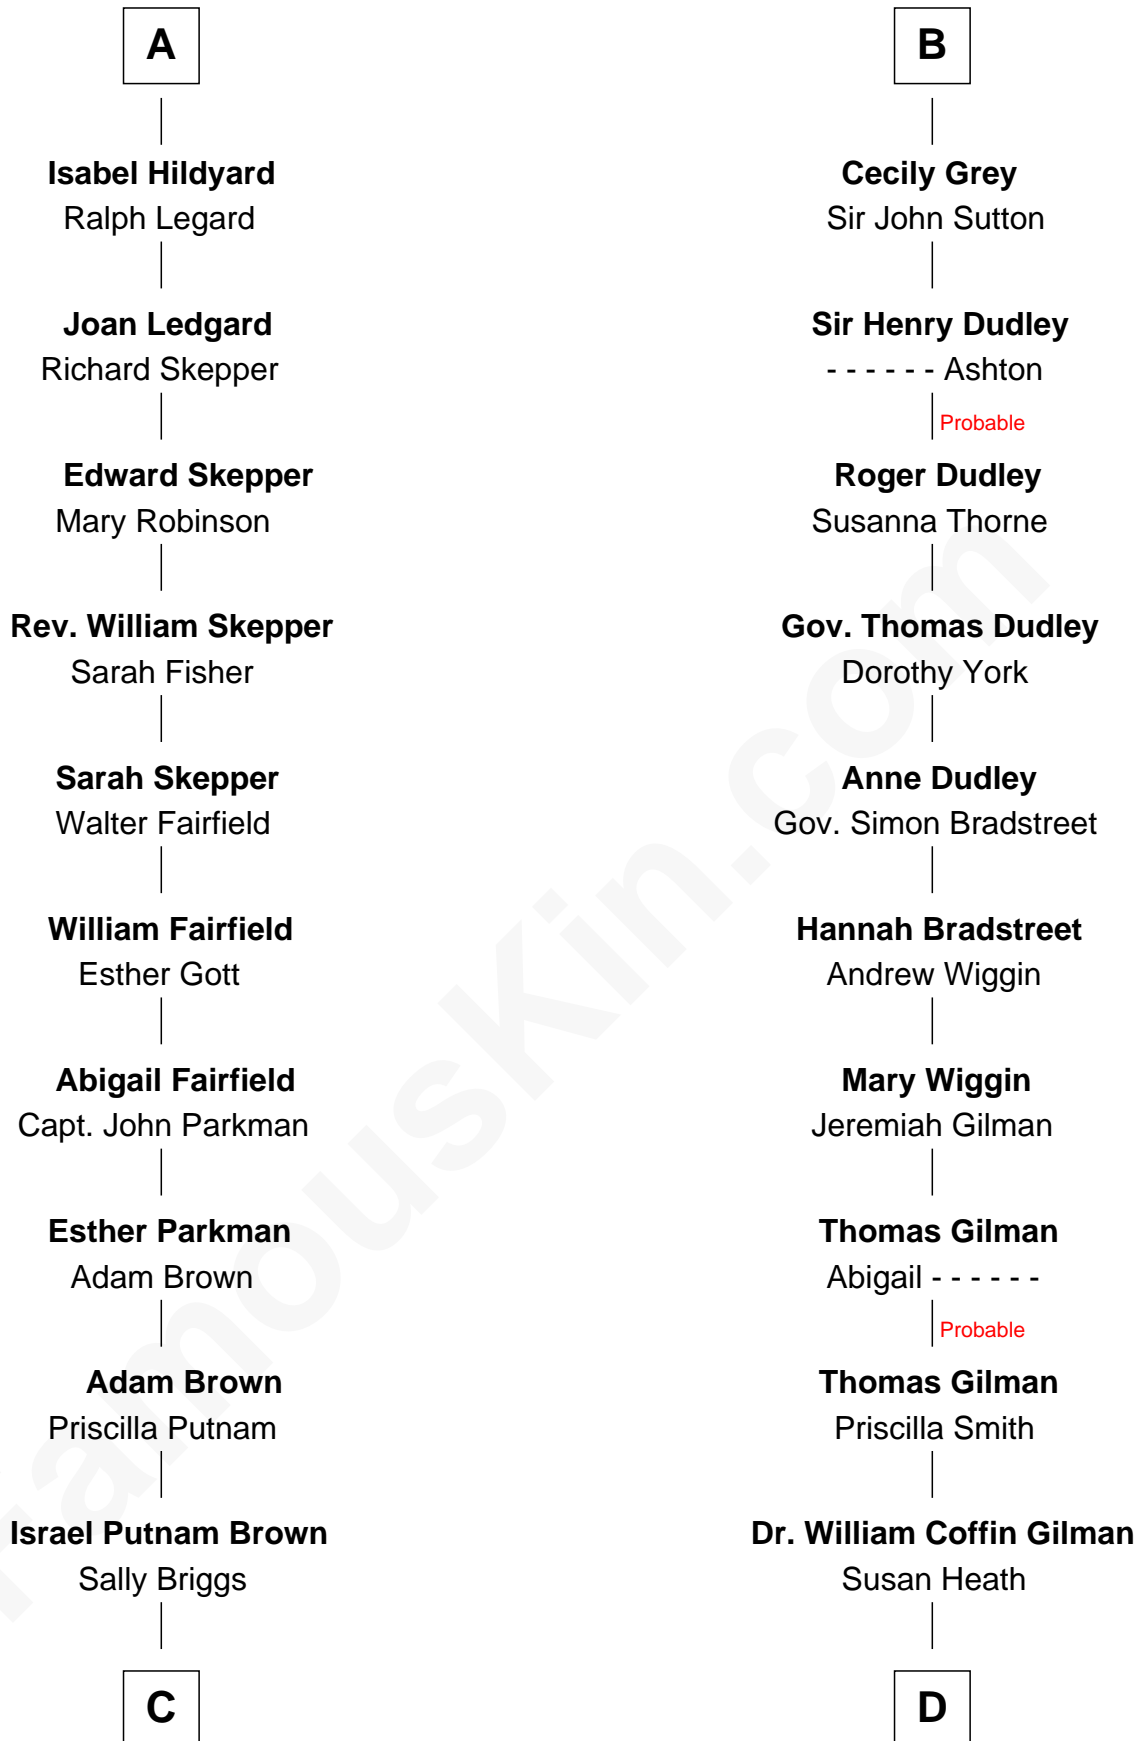 A
Isabel Hildyard
Ralph Legard
Joan Ledgard
Richard Skepper
Edward Skepper
Mary Robinson
Rev. William Skepper
Sarah Fisher
Sarah Skepper
Walter Fairfield
William Fairfield
Esther Gott
Abigail Fairfield
Capt. John Parkman
Esther Parkman
Adam Brown
Adam Brown
Priscilla Putnam
Israel Putnam Brown
Sally Briggs
C
B
Cecily Grey
Sir John Sutton
Sir Henry Dudley
- - - - - - Ashton
Probable
Roger Dudley
Susanna Thorne
Gov. Thomas Dudley
Dorothy York
Anne Dudley
Gov. Simon Bradstreet
Hannah Bradstreet
Andrew Wiggin
Mary Wiggin
Jeremiah Gilman
Thomas Gilman
Abigail - - - - - -
Probable
Thomas Gilman
Priscilla Smith
Dr. William Coffin Gilman
Susan Heath
D
FamousKin.com